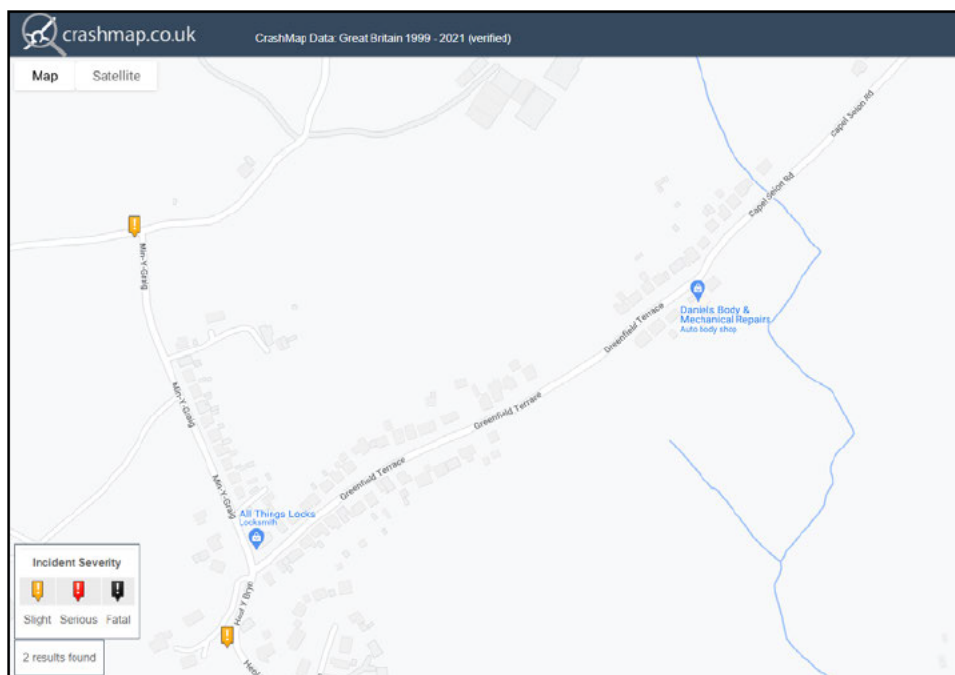 crashmap.co.uk
CrashMap Data: Great Britain 1999 - 2021 (verified)
Map
Satellite
Capel Seion Rd
Capel Seion Rd
Min-Y-Graig
Daniels Body &
Mechanical Repairs
Auto body shop
Greenfield Terrace
Min-Y-Graig
Greenfield Terrace
Greenfield Terrace
Min-Y-Graig
All Things Locks
Locksmith
Incident Severity
Slight
Serious
Fatal
Heol Y Bryn
2 results found